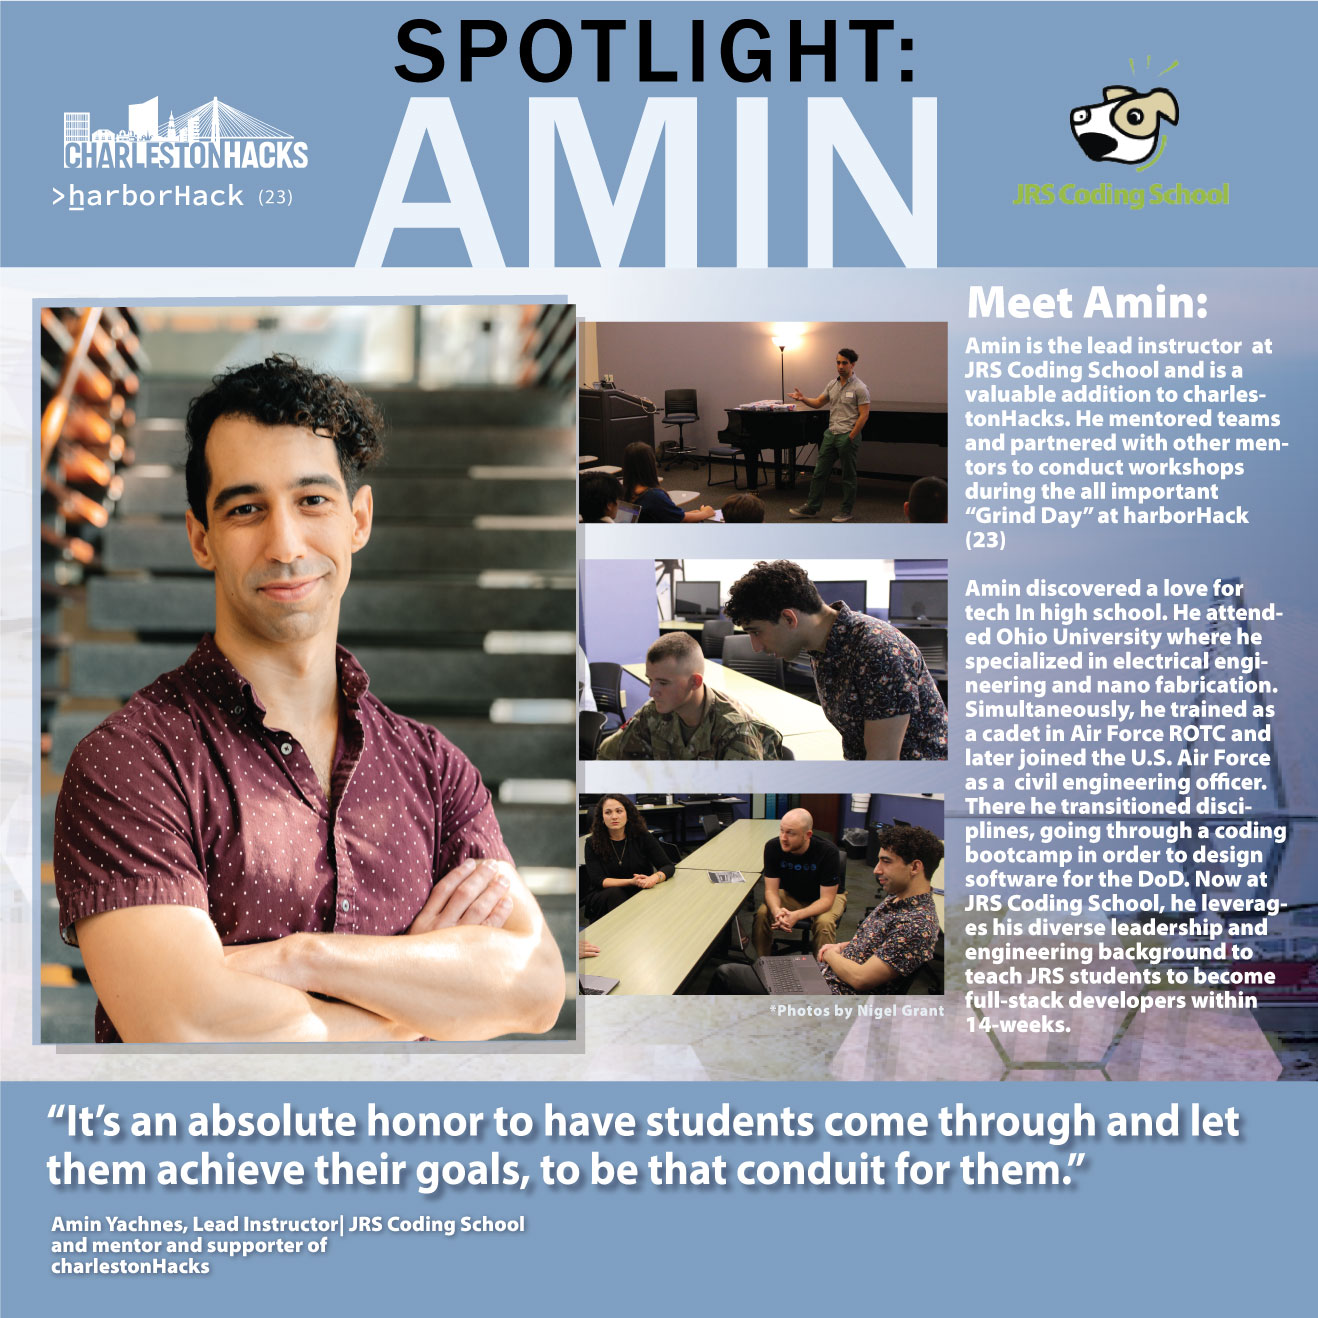 SPOTLIGHT:
AMIN
CHARLESTONHACKS
>harborHack (23)
JRS Coding School
Meet Amin:
Amin is the lead instructor at
JRS Coding School and is a
valuable addition to charles-
tonHacks. He mentored teams
and partnered with other men-
tors to conduct workshops
during the all important
“Grind Day” at harborHack
(23)
Amin discovered a love for
tech In high school. He attend-
ed Ohio University where he
specialized in electrical engi-
neering and nano fabrication.
Simultaneously, he trained as
a cadet in Air Force ROTC and
later joined the U.S. Air Force
as a civil engineering officer.
There he transitioned disci-
plines, going through a coding
bootcamp in order to design
software for the DoD. Now at
JRS Coding School, he leverag-
es his diverse leadership and
engineering background to
teach JRS students to become
full-stack developers within
14-weeks.
*Photos by Nigel Grant
“It’s an absolute honor to have students come through and let
them achieve their goals, to be that conduit for them.”
Amin Yachnes, Lead Instructor| JRS Coding School
and mentor and supporter of
charlestonHacks